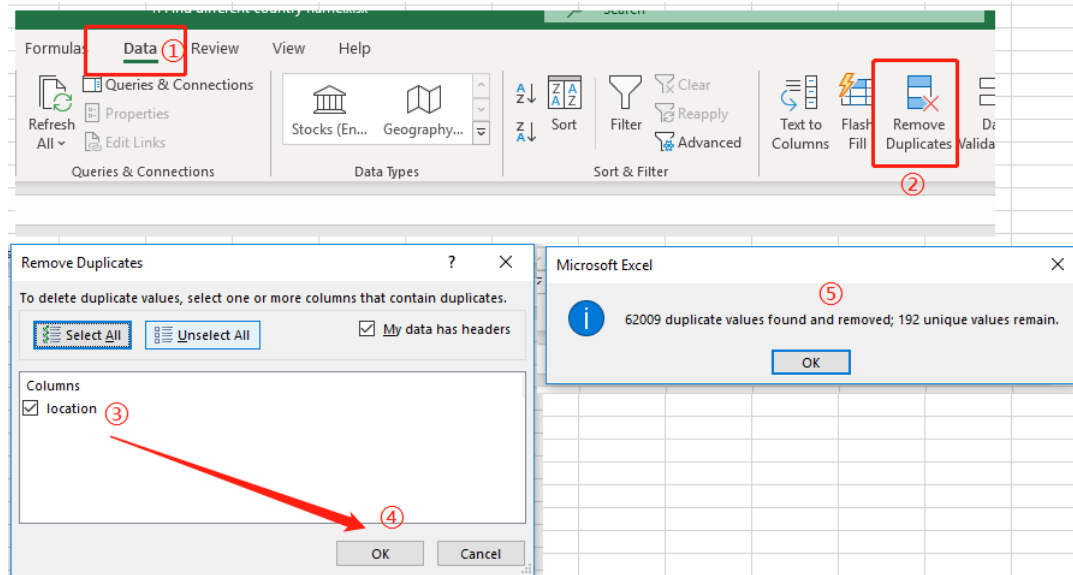 Search
Formulas Data ① Review View Help
Refresh All
Queries & Connections
Properties
Edit Links
Queries & Connections
Stocks (En... Geography...
Data Types
Sort
Filter
Clear
Reapply
Advanced
Sort & Filter
Text to Columns
Flash Fill
Remove Duplicates
②
Remove Duplicates ?
To delete duplicate values, select one or more columns that contain duplicates.
Select All Unselect All My data has headers
Columns
location ③
④
OK Cancel
Microsoft Excel
⑤
62009 duplicate values found and removed; 192 unique values remain.
OK